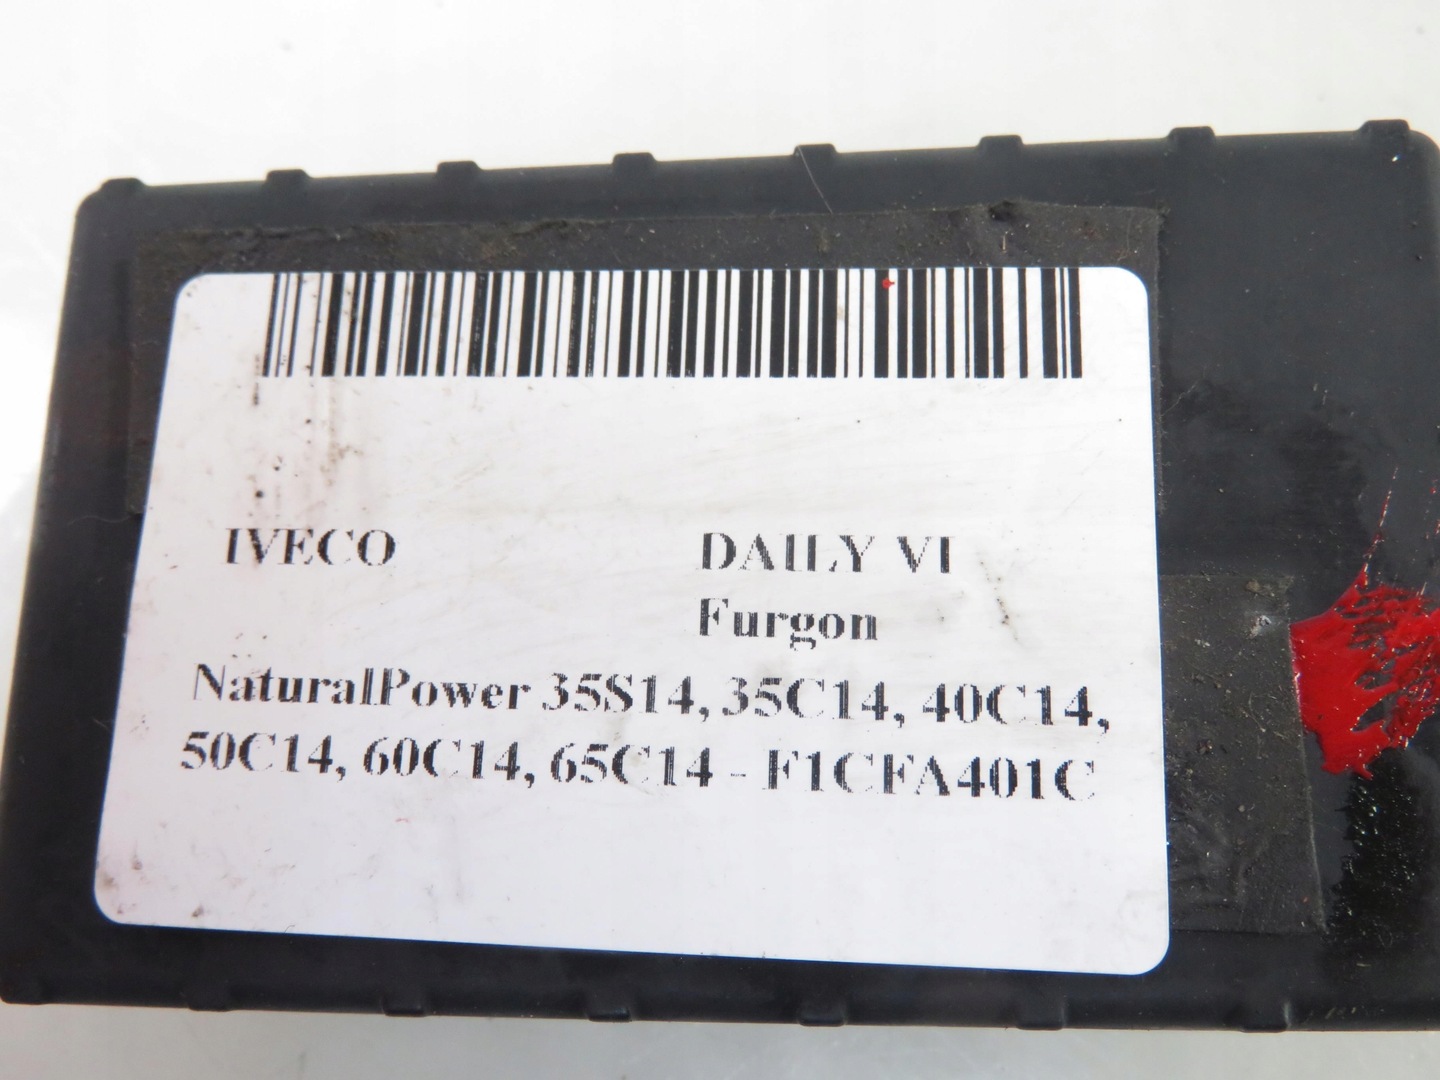 IVECO DAILY VI
Furgon
NaturalPower 35S14, 35C14, 40C14,
50C14, 60C14, 65C14 - F1CFA401C